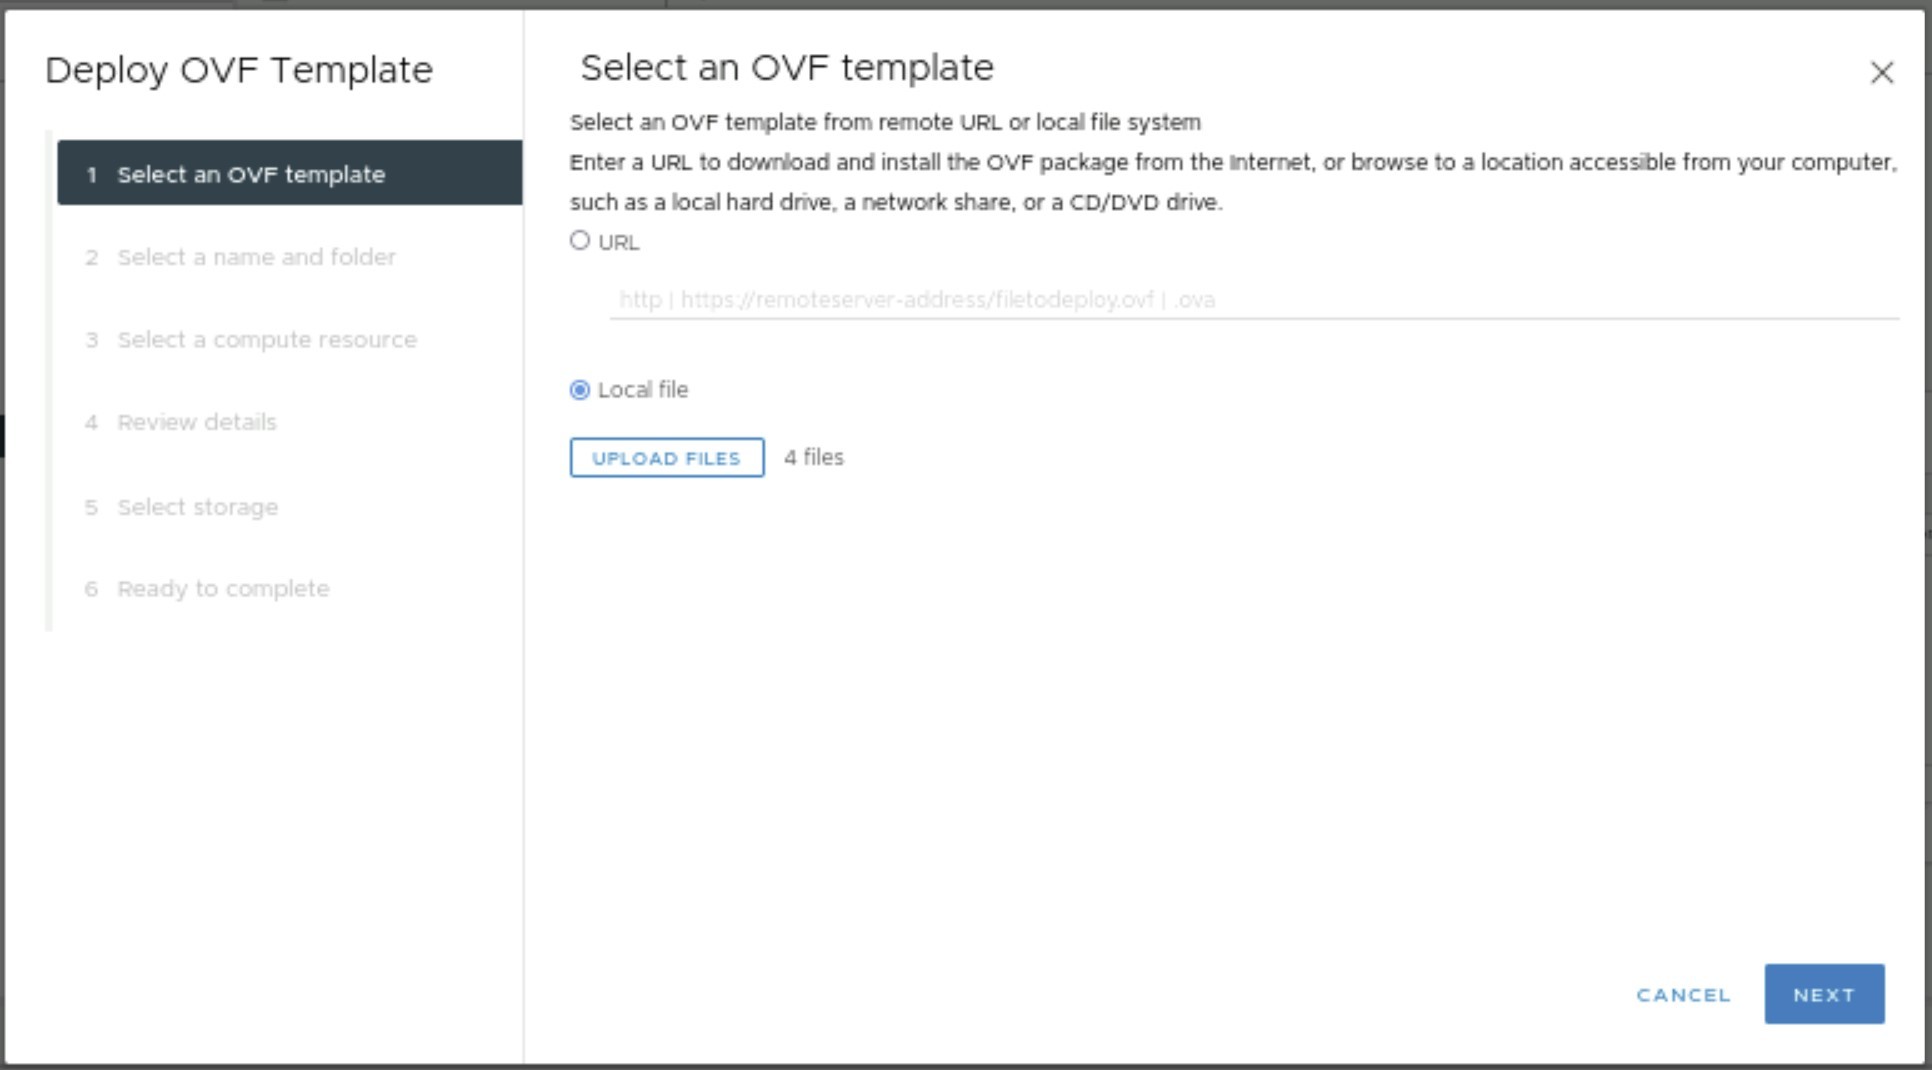 Deploy OVF Template
1 Select an OVF template
2 Select a name and folder
3 Select a compute resource
4 Review details
5 Select storage
6 Ready to complete
Select an OVF template
Select an OVF template from remote URL or local file system
Enter a URL to download and install the OVF package from the Internet, or browse to a location accessible from your computer,
such as a local hard drive, a network share, or a CD/DVD drive.
URL
http | https://remoteserver-address/filetodeploy.ovf | .ova
Local file
UPLOAD FILES 4 files
CANCEL NEXT